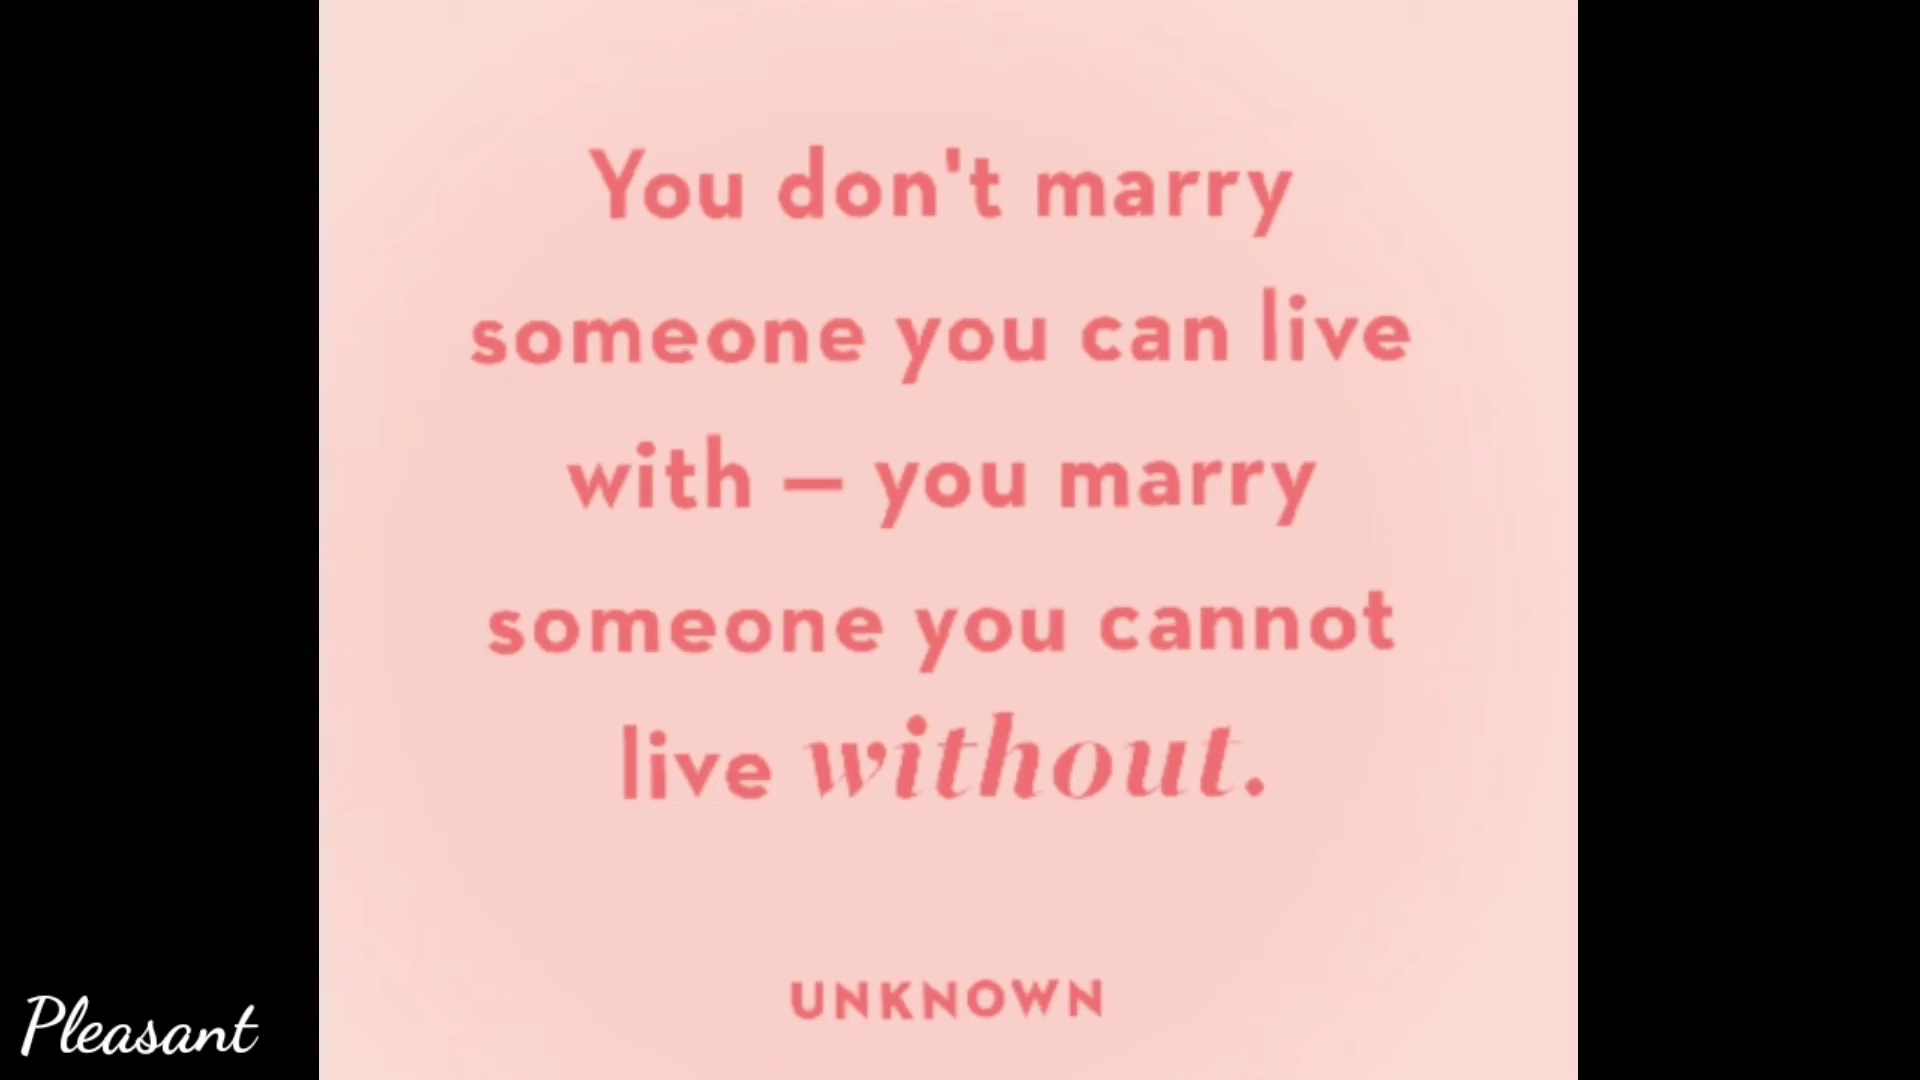 You don't marry
someone you can live
with — you marry
someone you cannot
live without.
UNKNOWN
Pleasant